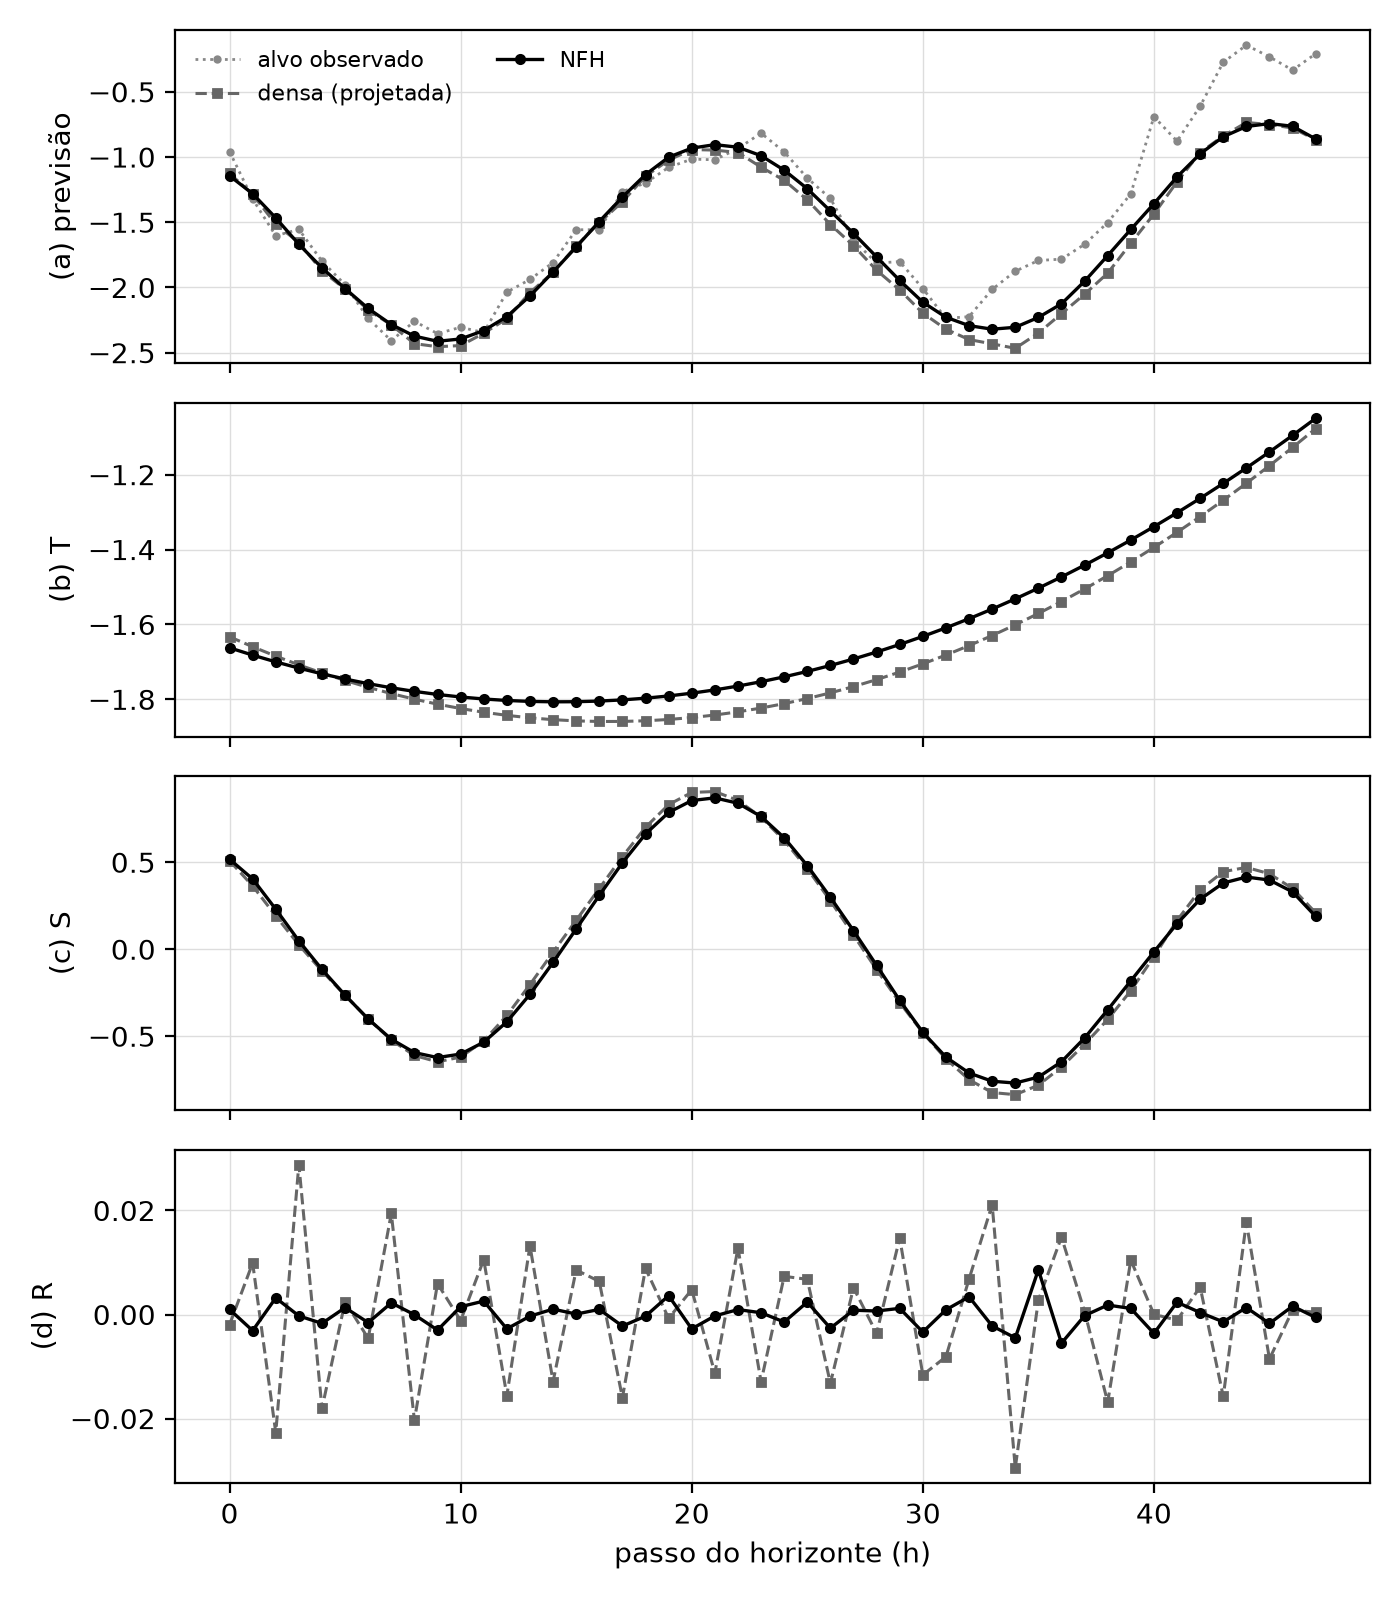 alvo observado
densa (projetada)
NFH
(a) previsão
−0.5
−1.0
−1.5
−2.0
−2.5
(b) T
−1.2
−1.4
−1.6
−1.8
(c) S
0.5
0.0
−0.5
(d) R
0.02
0.00
−0.02
0 10 20 30 40
passo do horizonte (h)